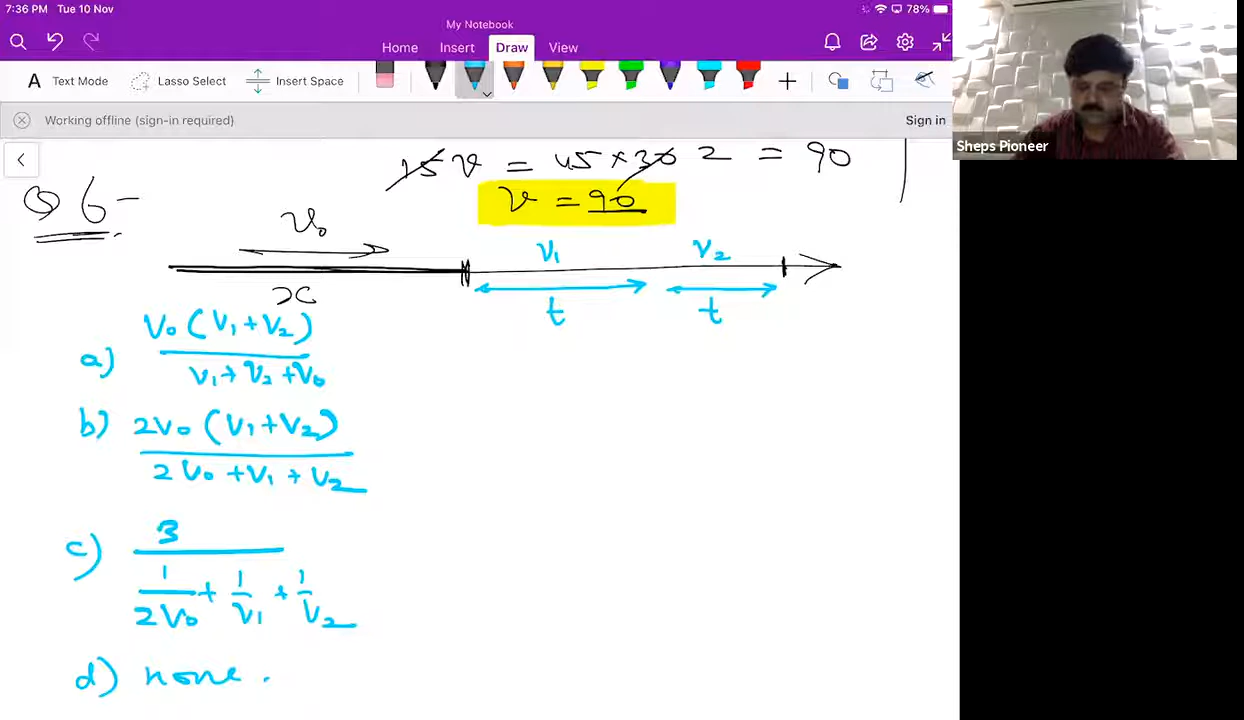 7:36 PM Tue 10 Nov
78%
My Notebook
Home Insert Draw View
Text Mode Lasso Select Insert Space
Working offline (sign-in required) Sign in
Sheps Pioneer
15 v = 45 × 30 2 = 90
v = 90
Q 6 -
v₀
v₁ v₂
x
t t
a) V₀ (V₁ + V₂)
v₁ + V₂ + V₀
b) 2V₀ (V₁ + V₂)
2V₀ + V₁ + V₂
c) 3
1/2V₀ + 1/V₁ + 1/V₂
d) none .